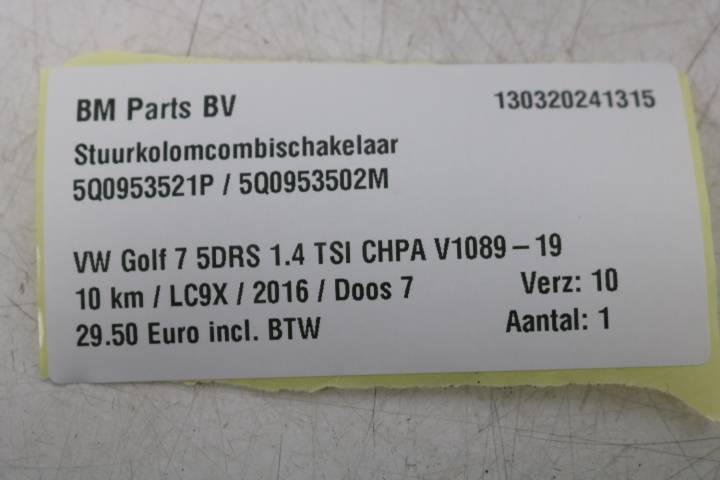 BM Parts BV 130320241315
Stuurkolomcombischakelaar
5Q0953521P / 5Q0953502M
VW Golf 7 5DRS 1.4 TSI CHPA V1089 – 19
10 km / LC9X / 2016 / Doos 7 Verz: 10
29.50 Euro incl. BTW Aantal: 1